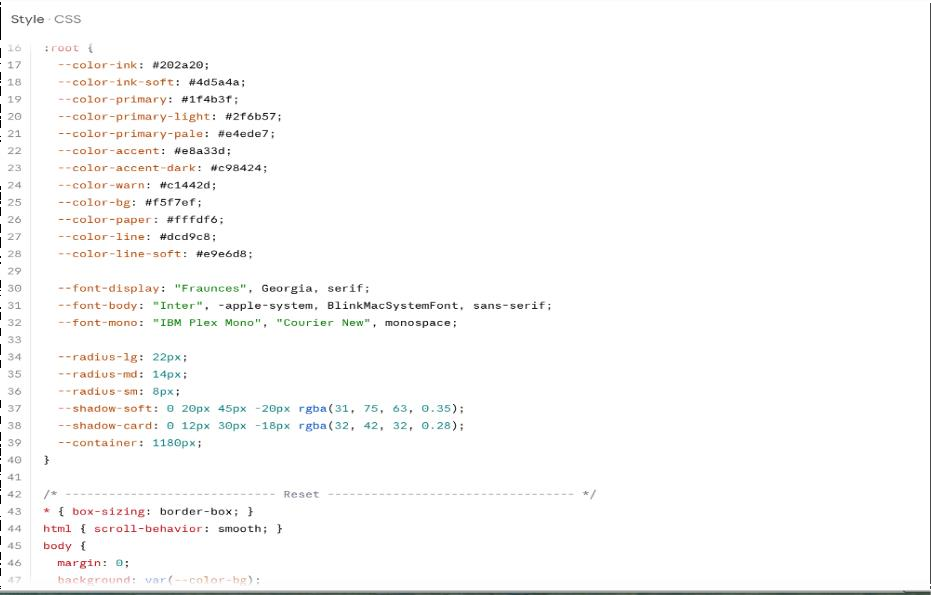 Style · CSS
16 :root {
17 --color-ink: #202a20;
18 --color-ink-soft: #4d5a4a;
19 --color-primary: #1f4b3f;
20 --color-primary-light: #2f6b57;
21 --color-primary-pale: #e4ede7;
22 --color-accent: #e8a33d;
23 --color-accent-dark: #c98424;
24 --color-warn: #c1442d;
25 --color-bg: #f5f7ef;
26 --color-paper: #fffdf6;
27 --color-line: #dcd9c8;
28 --color-line-soft: #e9e6d8;
29
30 --font-display: "Fraunces", Georgia, serif;
31 --font-body: "Inter", -apple-system, BlinkMacSystemFont, sans-serif;
32 --font-mono: "IBM Plex Mono", "Courier New", monospace;
33
34 --radius-lg: 22px;
35 --radius-md: 14px;
36 --radius-sm: 8px;
37 --shadow-soft: 0 20px 45px -20px rgba(31, 75, 63, 0.35);
38 --shadow-card: 0 12px 30px -18px rgba(32, 42, 32, 0.28);
39 --container: 1180px;
40 }
41
42 /* ----------------------------- Reset ---------------------------------- */
43 * { box-sizing: border-box; }
44 html { scroll-behavior: smooth; }
45 body {
46 margin: 0;
47 background: var(--color-bg);